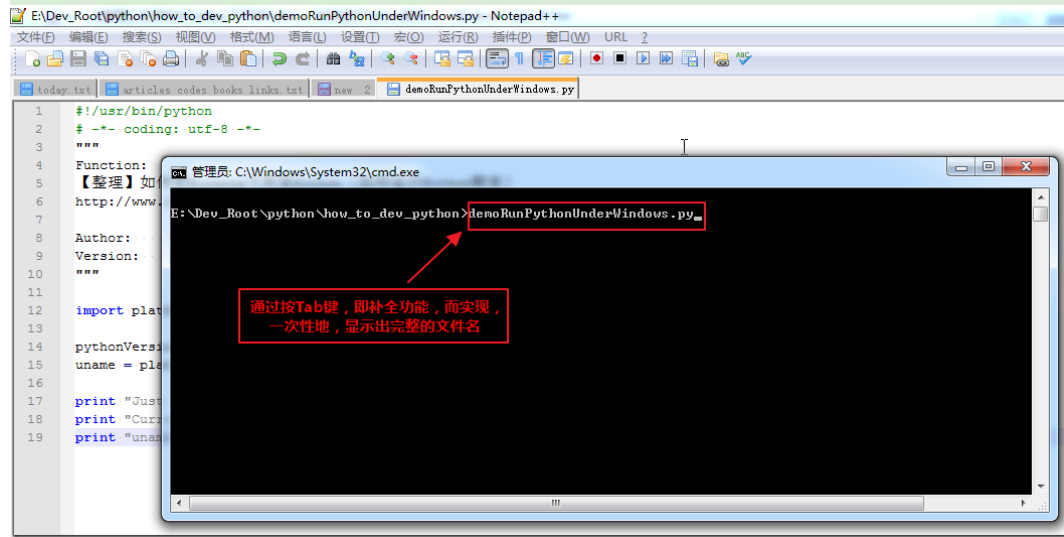 E:\Dev_Root\python\how_to_dev_python\demoRunPythonUnderWindows.py - Notepad++
文件(F) 编辑(E) 搜索(S) 视图(V) 格式(M) 语言(L) 设置(T) 宏(O) 运行(R) 插件(P) 窗口(W) URL ?
today.txt articles codes books links.txt new 2 demoRunPythonUnderWindows.py
1 #!/usr/bin/python
2 # -*- coding: utf-8 -*-
3 """
4 Function:
5 【整理】如
6 http://www.
7
8 Author:
9 Version:
10 """
11
12 import plat
13
14 pythonVersi
15 uname = pla
16
17 print "Just
18 print "Curr
19 print "unam
管理员: C:\Windows\System32\cmd.exe
E:\Dev_Root\python\how_to_dev_python>demoRunPythonUnderWindows.py
通过按Tab键，即补全功能，而实现，
一次性地，显示出完整的文件名